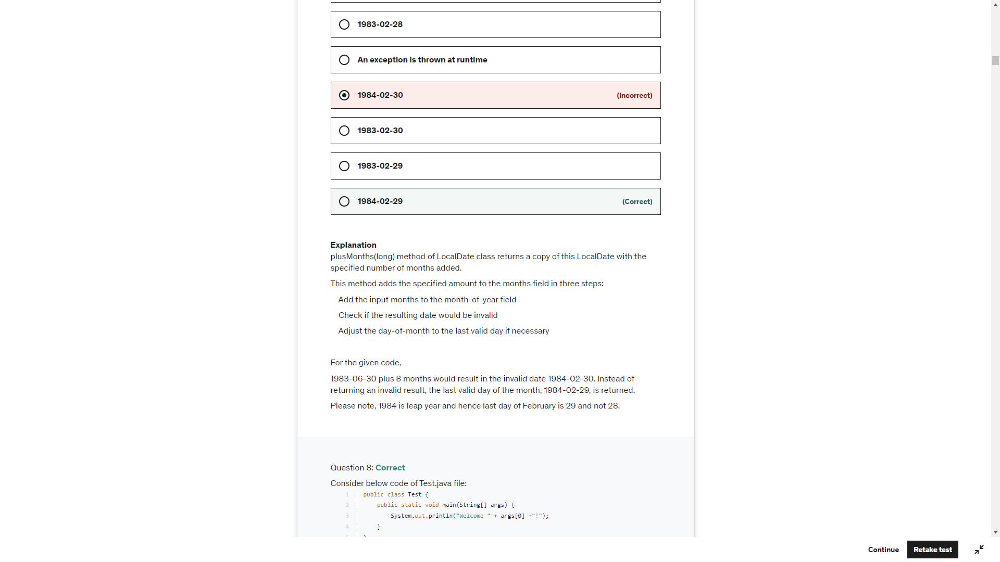 1983-02-28
An exception is thrown at runtime
1984-02-30 (Incorrect)
1983-02-30
1983-02-29
1984-02-29 (Correct)
Explanation
plusMonths(long) method of LocalDate class returns a copy of this LocalDate with the
specified number of months added.
This method adds the specified amount to the months field in three steps:
Add the input months to the month-of-year field
Check if the resulting date would be invalid
Adjust the day-of-month to the last valid day if necessary
For the given code,
1983-06-30 plus 8 months would result in the invalid date 1984-02-30. Instead of
returning an invalid result, the last valid day of the month, 1984-02-29, is returned.
Please note, 1984 is leap year and hence last day of February is 29 and not 28.
Question 8: Correct
Consider below code of Test.java file:
1 public class Test {
2 public static void main(String[] args) {
3 System.out.println("Welcome " + args[0] +"!");
4 }
Continue Retake test